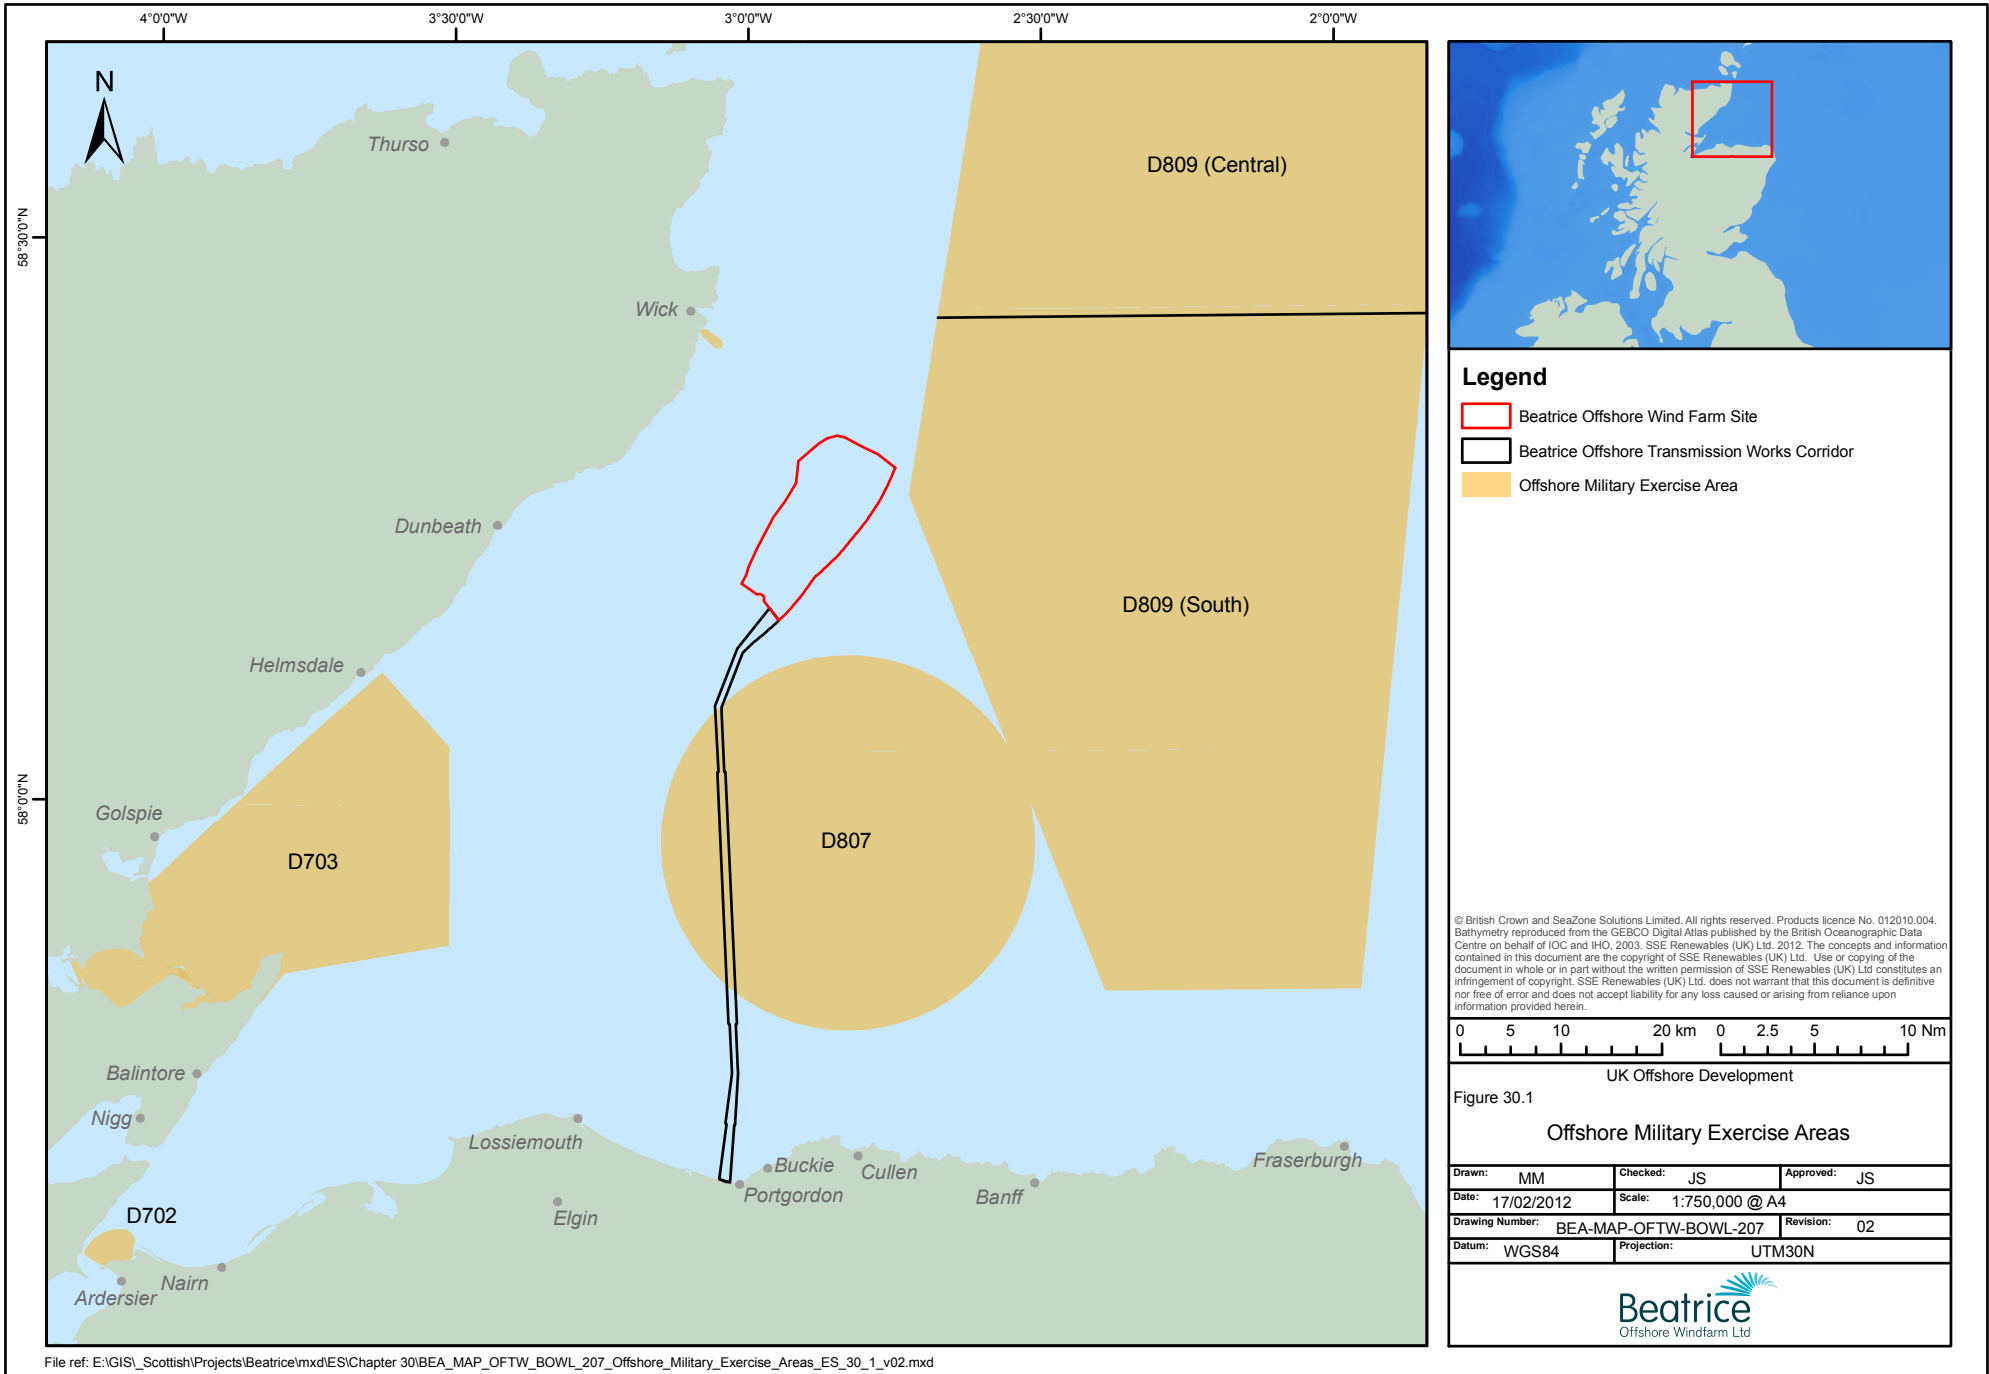 4°0'0"W
3°30'0"W
3°0'0"W
2°30'0"W
2°0'0"W
58°30'0"N
58°0'0"N
N
Thurso
Wick
Dunbeath
Helmsdale
Golspie
Balintore
Nigg
Lossiemouth
Elgin
Buckie
Portgordon
Cullen
Banff
Fraserburgh
Nairn
Ardersier
D809 (Central)
D809 (South)
D807
D703
D702
Legend
Beatrice Offshore Wind Farm Site
Beatrice Offshore Transmission Works Corridor
Offshore Military Exercise Area
© British Crown and SeaZone Solutions Limited. All rights reserved. Products licence No. 012010.004.
Bathymetry reproduced from the GEBCO Digital Atlas published by the British Oceanographic Data
Centre on behalf of IOC and IHO, 2003. SSE Renewables (UK) Ltd. 2012. The concepts and information
contained in this document are the copyright of SSE Renewables (UK) Ltd. Use or copying of the
document in whole or in part without the written permission of SSE Renewables (UK) Ltd constitutes an
infringement of copyright. SSE Renewables (UK) Ltd. does not warrant that this document is definitive
nor free of error and does not accept liability for any loss caused or arising from reliance upon
information provided herein.
0 5 10 20 km 0 2.5 5 10 Nm
UK Offshore Development
Figure 30.1
Offshore Military Exercise Areas
Drawn: MM Checked: JS Approved: JS
Date: 17/02/2012 Scale: 1:750,000 @ A4
Drawing Number: BEA-MAP-OFTW-BOWL-207 Revision: 02
Datum: WGS84 Projection: UTM30N
Beatrice
Offshore Windfarm Ltd
File ref: E:\GIS\_Scottish\Projects\Beatrice\mxd\ES\Chapter 30\BEA_MAP_OFTW_BOWL_207_Offshore_Military_Exercise_Areas_ES_30_1_v02.mxd